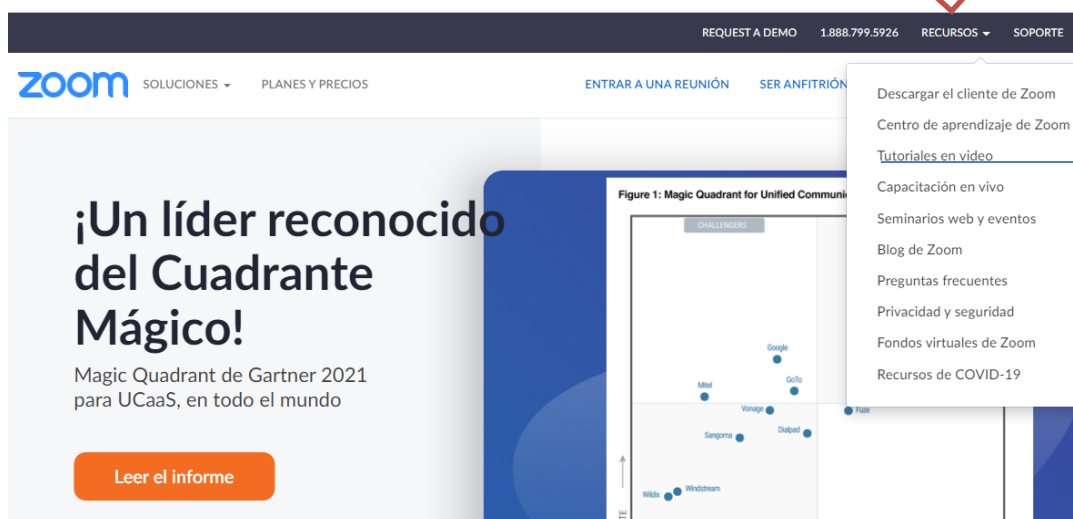 REQUEST A DEMO 1.888.799.5926 RECURSOS SOPORTE
zoom SOLUCIONES PLANES Y PRECIOS ENTRAR A UNA REUNIÓN SER ANFITRIÓN
Descargar el cliente de Zoom
Centro de aprendizaje de Zoom
Tutoriales en video
Capacitación en vivo
Seminarios web y eventos
Blog de Zoom
Preguntas frecuentes
Privacidad y seguridad
Fondos virtuales de Zoom
Recursos de COVID-19
¡Un líder reconocido
del Cuadrante
Mágico!
Magic Quadrant de Gartner 2021
para UCaaS, en todo el mundo
Leer el informe
Figure 1: Magic Quadrant for Unified
CHALLENGERS
Google
GoTo
Mitel
Vonage
Fuze
Sangoma
Dialpad
Windstream
Wildix